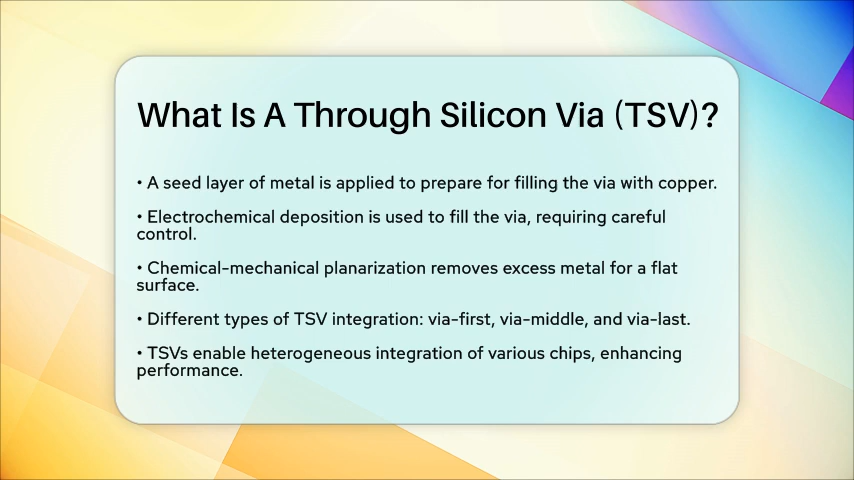 What Is A Through Silicon Via (TSV)?
• A seed layer of metal is applied to prepare for filling the via with copper.
• Electrochemical deposition is used to fill the via, requiring careful
control.
• Chemical-mechanical planarization removes excess metal for a flat
surface.
• Different types of TSV integration: via-first, via-middle, and via-last.
• TSVs enable heterogeneous integration of various chips, enhancing
performance.